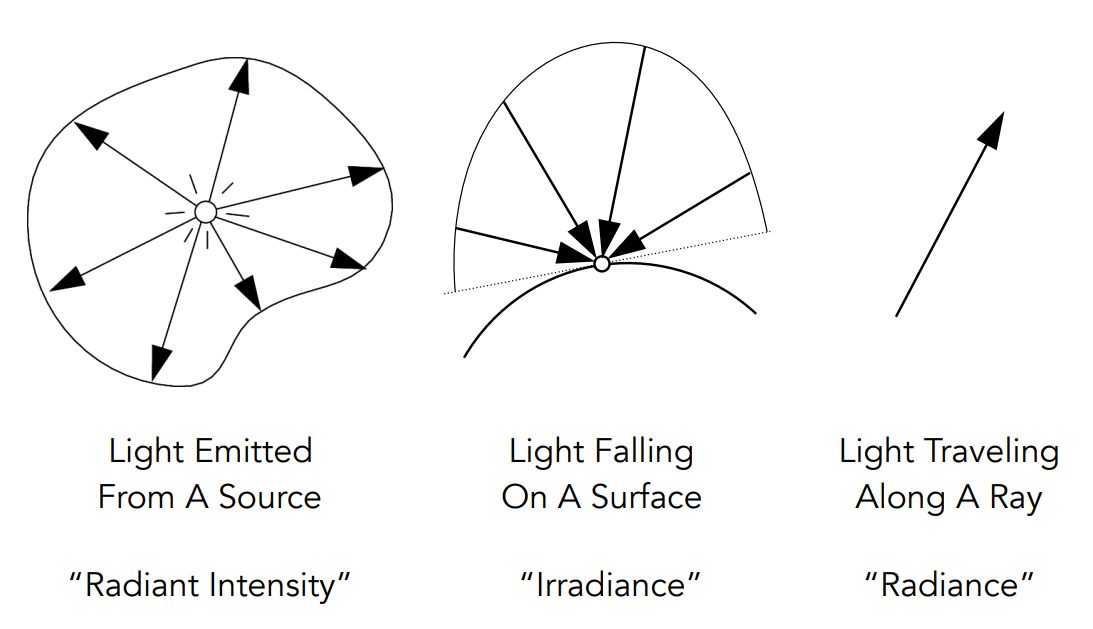 Light Emitted
From A Source
“Radiant Intensity”
Light Falling
On A Surface
“Irradiance”
Light Traveling
Along A Ray
“Radiance”